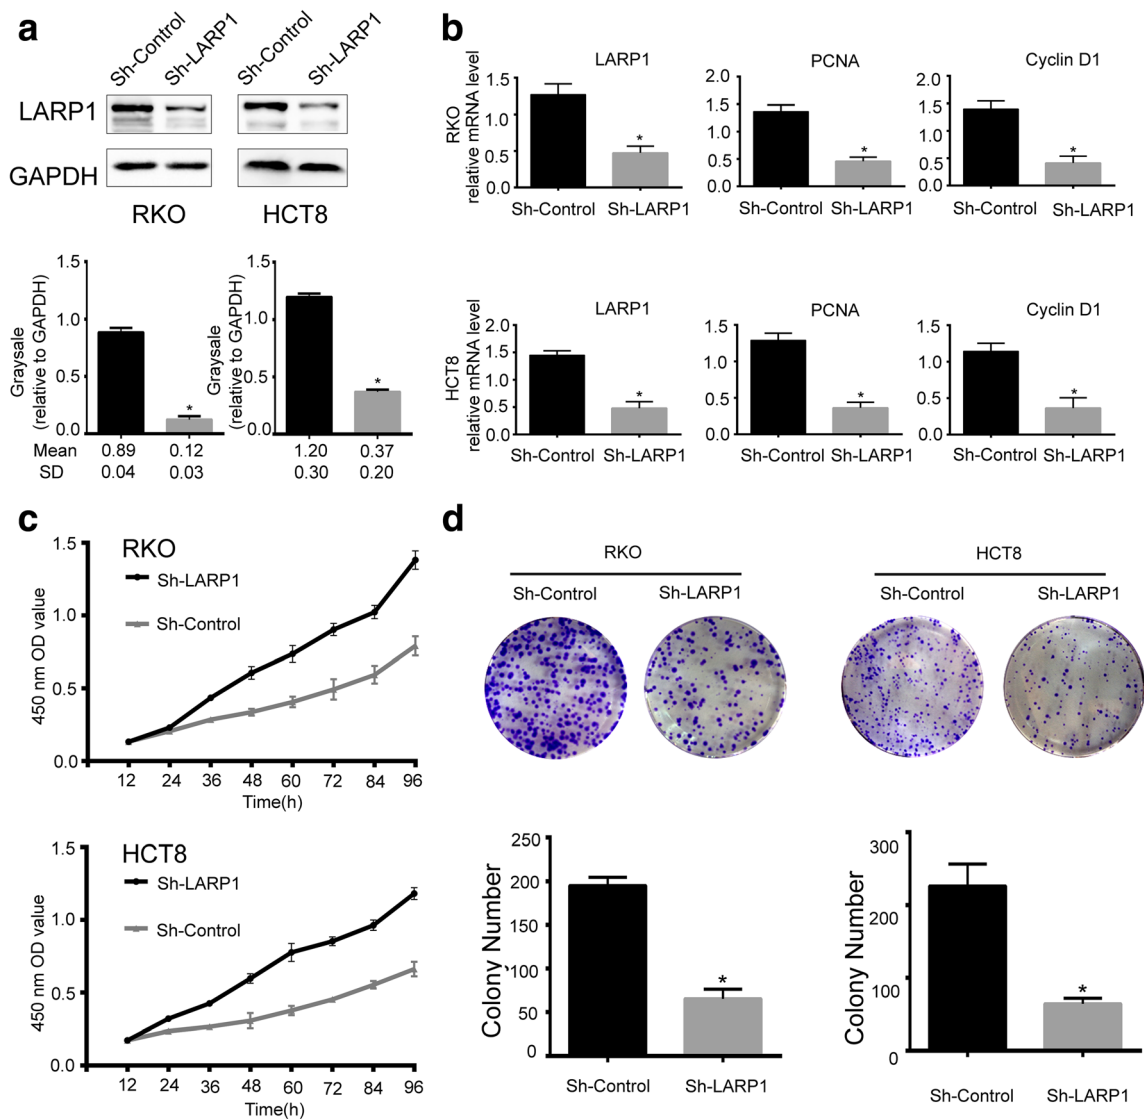 a
Sh-Control Sh-LARP1 Sh-Control Sh-LARP1
LARP1
GAPDH
RKO HCT8
Graysale
(relative to GAPDH)
1.5
1.0
0.5
0.0
Mean 0.89 0.12
SD 0.04 0.03
*
Graysale
(relative to GAPDH)
1.5
1.0
0.5
0.0
1.20 0.37
0.30 0.20
*
b
RKO
relative mRNA level
LARP1
1.5
1.0
0.5
0.0
*
Sh-Control Sh-LARP1
PCNA
2.0
1.5
1.0
0.5
0.0
*
Sh-Control Sh-LARP1
Cyclin D1
2.0
1.5
1.0
0.5
0.0
*
Sh-Control Sh-LARP1
HCT8
relative mRNA level
LARP1
2.0
1.5
1.0
0.5
0.0
*
Sh-Control Sh-LARP1
PCNA
1.5
1.0
0.5
0.0
*
Sh-Control Sh-LARP1
Cyclin D1
1.5
1.0
0.5
0.0
*
Sh-Control Sh-LARP1
c
RKO
Sh-LARP1
Sh-Control
450 nm OD value
1.5
1.0
0.5
0.0
12 24 36 48 60 72 84 96
Time(h)
HCT8
Sh-LARP1
Sh-Control
450 nm OD value
1.5
1.0
0.5
0.0
12 24 36 48 60 72 84 96
Time(h)
d
RKO HCT8
Sh-Control Sh-LARP1 Sh-Control Sh-LARP1
Colony Number
250
200
150
100
50
0
*
Sh-Control Sh-LARP1
Colony Number
300
200
100
0
*
Sh-Control Sh-LARP1